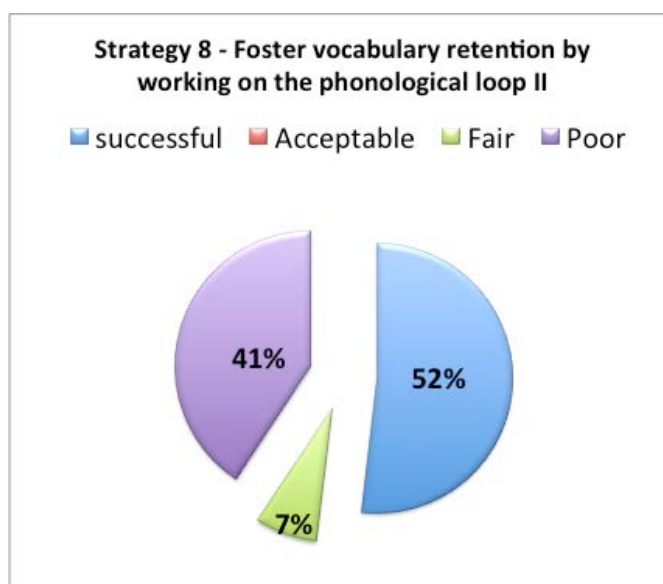 Strategy 8 - Foster vocabulary retention by
working on the phonological loop II
successful Acceptable Fair Poor
41%
52%
7%